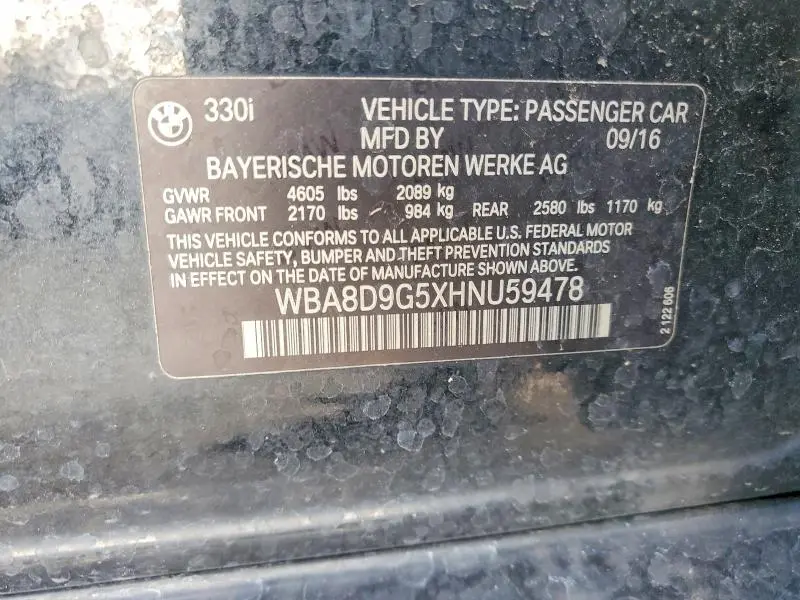 330i VEHICLE TYPE: PASSENGER CAR
MFD BY 09/16
BAYERISCHE MOTOREN WERKE AG
GVWR 4605 lbs 2089 kg
GAWR FRONT 2170 lbs 984 kg REAR 2580 lbs 1170 kg
THIS VEHICLE CONFORMS TO ALL APPLICABLE U.S. FEDERAL MOTOR
VEHICLE SAFETY, BUMPER AND THEFT PREVENTION STANDARDS
IN EFFECT ON THE DATE OF MANUFACTURE SHOWN ABOVE.
WBA8D9G5XHNU59478
2 122 606